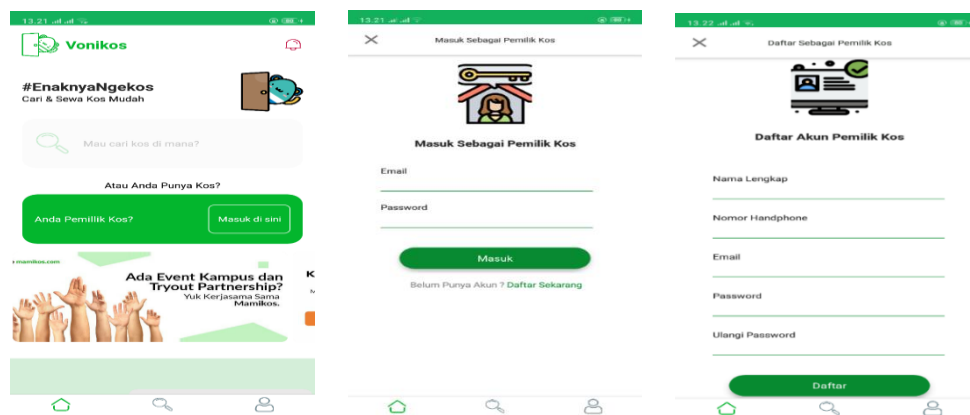 13.21
Vonikos
#EnaknyaNgekos
Cari & Sewa Kos Mudah
Mau cari kos di mana?
Atau Anda Punya Kos?
Anda Pemillik Kos?
Masuk di sini
mamikos.com
Ada Event Kampus dan
Tryout Partnership?
Yuk Kerjasama Sama
Mamikos.
K
13.21
Masuk Sebagai Pemilik Kos
Masuk Sebagai Pemilik Kos
Email
Password
Masuk
Belum Punya Akun ? Daftar Sekarang
13.22
Daftar Sebagai Pemilik Kos
Daftar Akun Pemilik Kos
Nama Lengkap
Nomor Handphone
Email
Password
Ulangi Password
Daftar